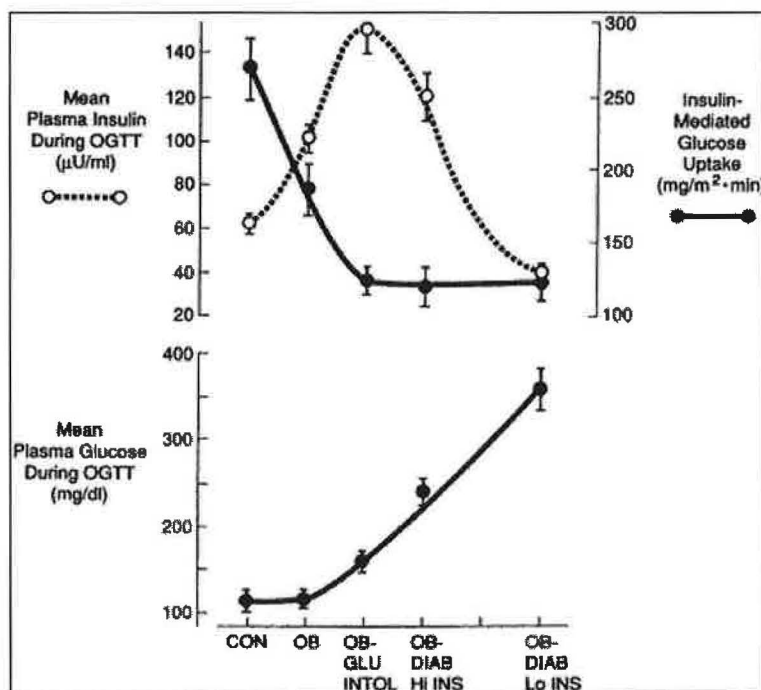 140
120
100
80
60
40
20
Mean
Plasma Insulin
During OGTT
(µU/ml)
300
250
200
150
100
Insulin-
Mediated
Glucose
Uptake
(mg/m²·min)
400
300
200
100
Mean
Plasma Glucose
During OGTT
(mg/dl)
CON
OB
OB-
GLU
INTOL
OB-
DIAB
Hi INS
OB-
DIAB
Lo INS